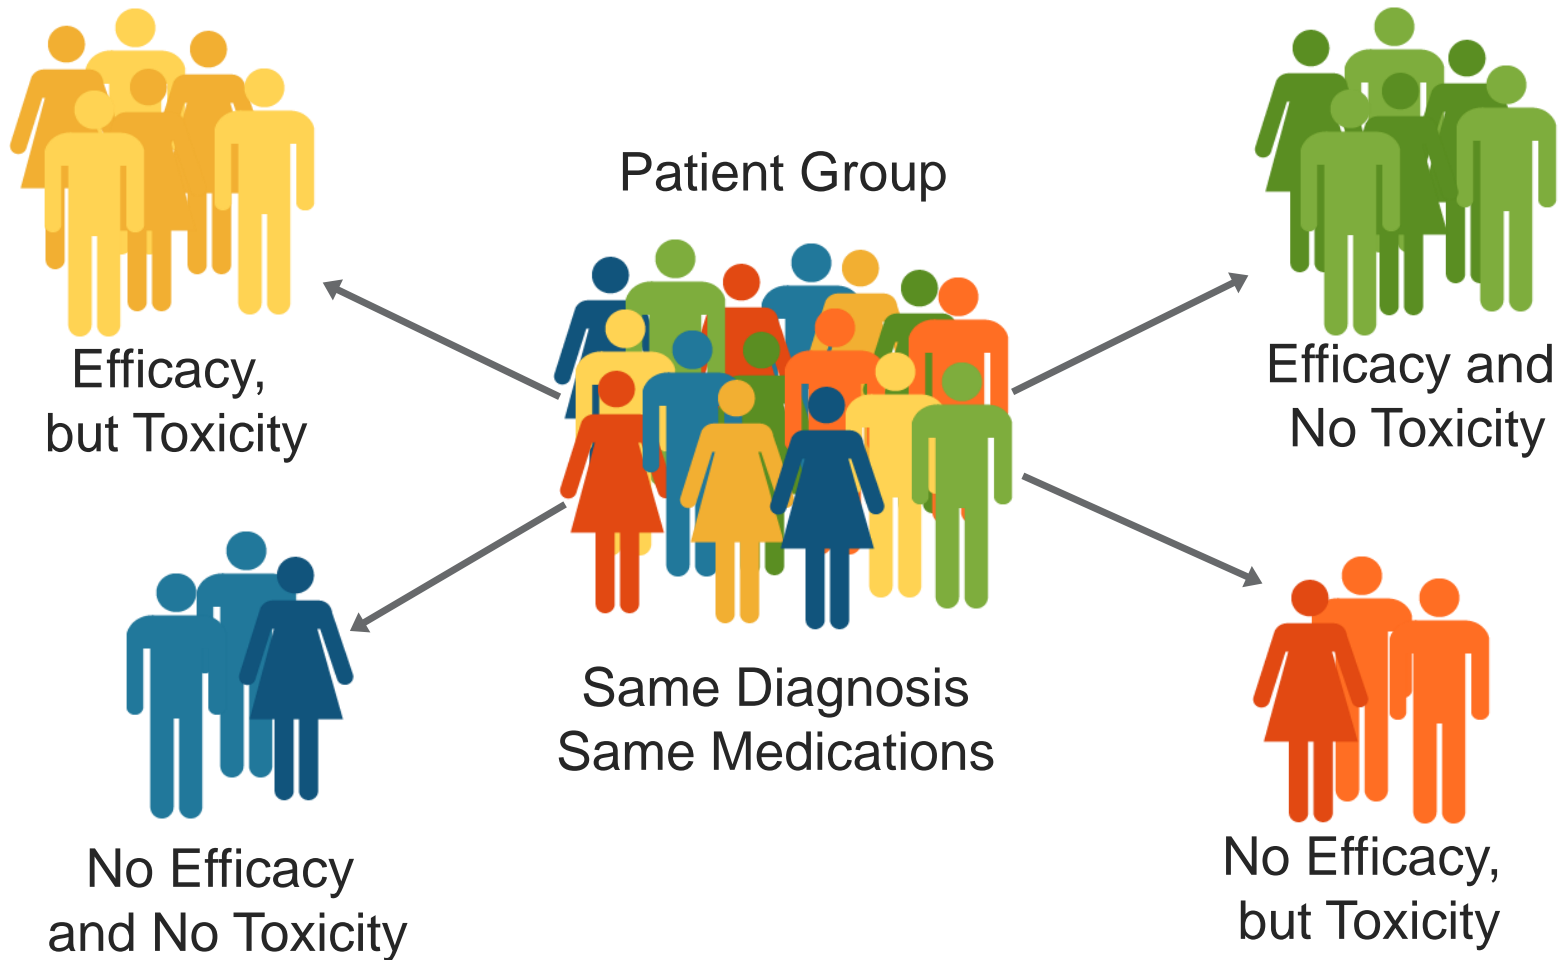 Patient Group
Efficacy,
but Toxicity
Efficacy and
No Toxicity
Same Diagnosis
Same Medications
No Efficacy
and No Toxicity
No Efficacy,
but Toxicity